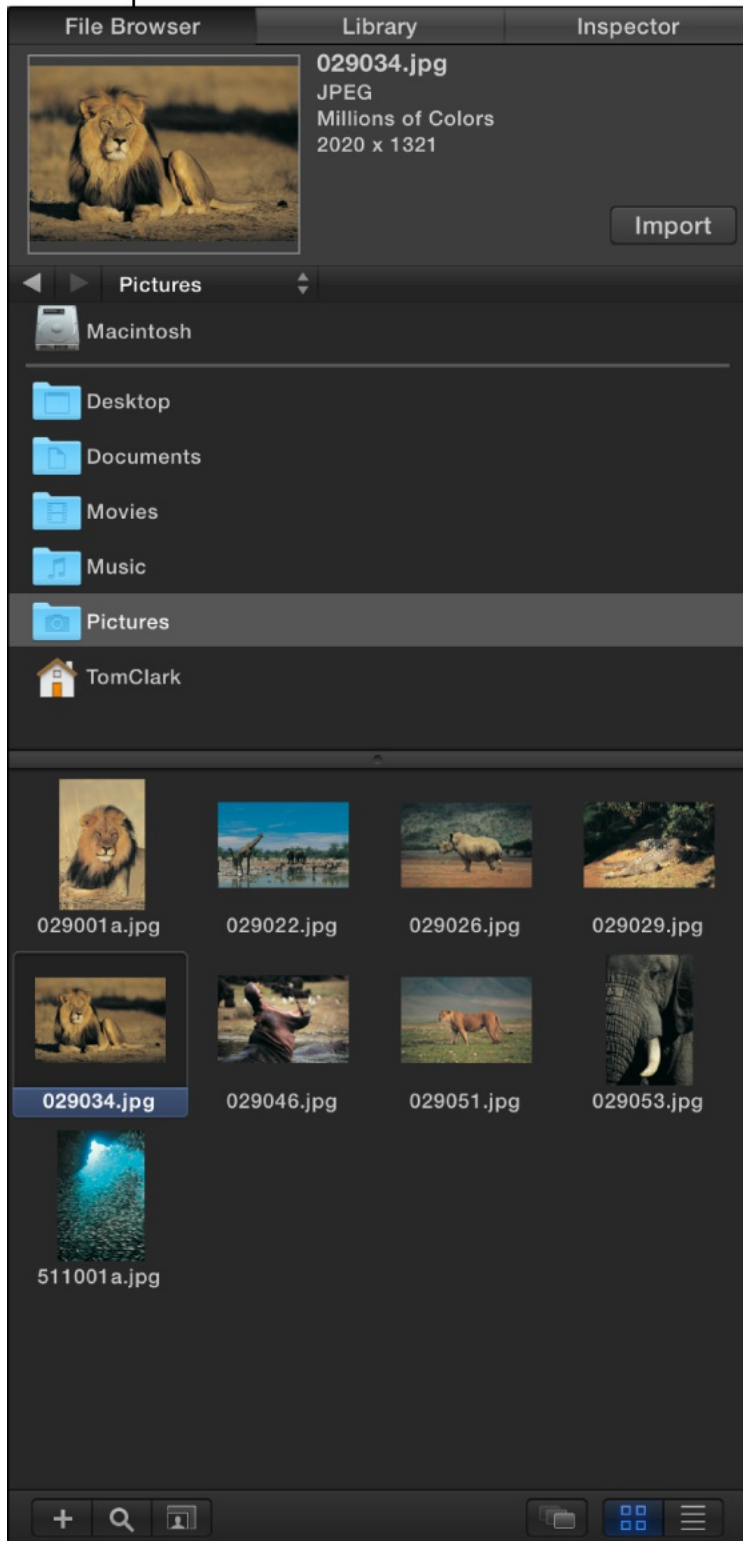 File Browser Library Inspector
029034.jpg
JPEG
Millions of Colors
2020 x 1321
Import
Pictures
Macintosh
Desktop
Documents
Movies
Music
Pictures
TomClark
029001a.jpg 029022.jpg 029026.jpg 029029.jpg
029034.jpg 029046.jpg 029051.jpg 029053.jpg
511001a.jpg